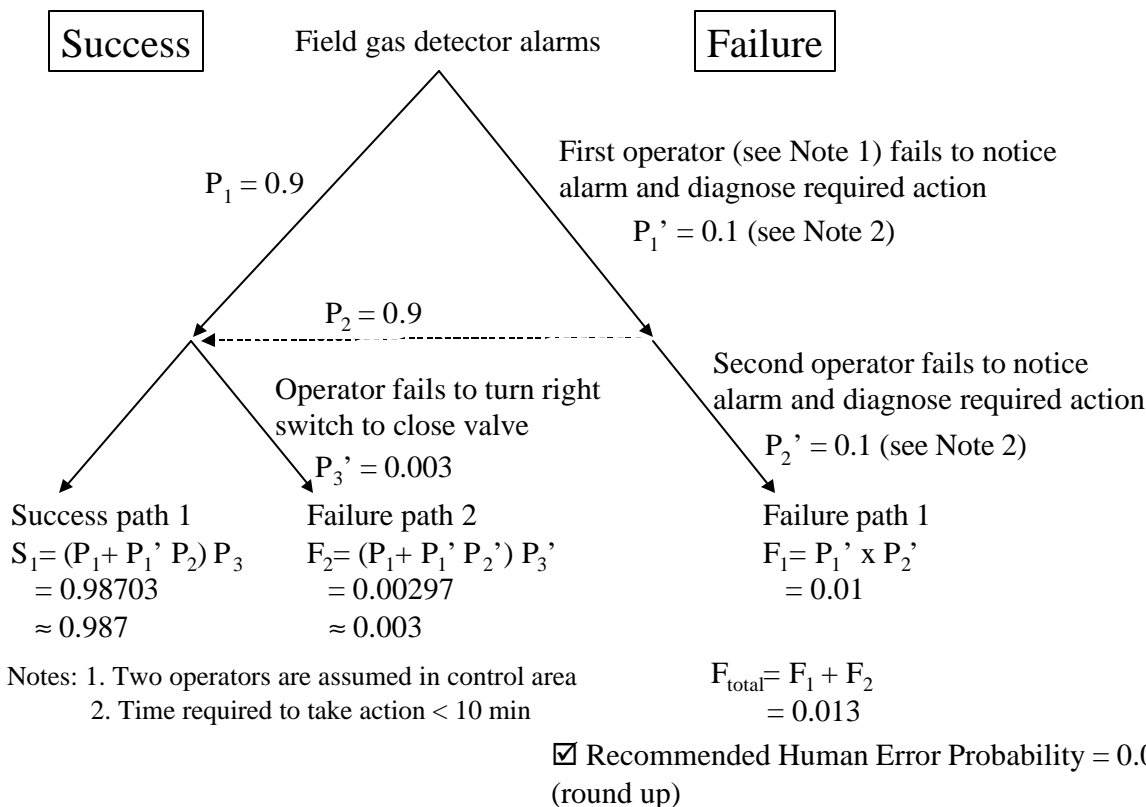 Success
Field gas detector alarms
Failure
First operator (see Note 1) fails to notice
alarm and diagnose required action
P₁ = 0.9
P₁’ = 0.1 (see Note 2)
P₂ = 0.9
Second operator fails to notice
alarm and diagnose required action
P₂’ = 0.1 (see Note 2)
Operator fails to turn right
switch to close valve
P₃’ = 0.003
Success path 1
S₁= (P₁+ P₁’ P₂) P₃
= 0.98703
≈ 0.987
Failure path 2
F₂= (P₁+ P₁’ P₂’) P₃’
= 0.00297
≈ 0.003
Failure path 1
F₁= P₁’ x P₂’
= 0.01
Notes: 1. Two operators are assumed in control area
2. Time required to take action < 10 min
Fₜₒₜₐₗ= F₁ + F₂
= 0.013
☑ Recommended Human Error Probability = 0.0
(round up)